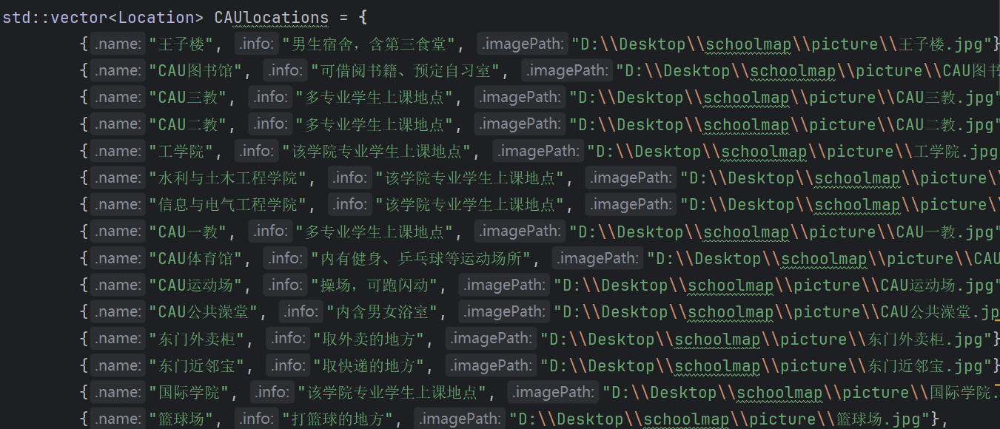 std::vector<Location> CAUlocations = {
{ .name: "王子楼", .info: "男生宿舍，含第三食堂", .imagePath: "D:\\Desktop\\schoolmap\\picture\\王子楼.jpg"}
{ .name: "CAU图书馆", .info: "可借阅书籍、预定自习室", .imagePath: "D:\\Desktop\\schoolmap\\picture\\CAU图书
{ .name: "CAU三教", .info: "多专业学生上课地点", .imagePath: "D:\\Desktop\\schoolmap\\picture\\CAU三教.jpg"
{ .name: "CAU二教", .info: "多专业学生上课地点", .imagePath: "D:\\Desktop\\schoolmap\\picture\\CAU二教.jpg"
{ .name: "工学院", .info: "该学院专业学生上课地点", .imagePath: "D:\\Desktop\\schoolmap\\picture\\工学院.jpg
{ .name: "水利与土木工程学院", .info: "该学院专业学生上课地点", .imagePath: "D:\\Desktop\\schoolmap\\picture\\
{ .name: "信息与电气工程学院", .info: "该学院专业学生上课地点", .imagePath: "D:\\Desktop\\schoolmap\\picture\\
{ .name: "CAU一教", .info: "多专业学生上课地点", .imagePath: "D:\\Desktop\\schoolmap\\picture\\CAU一教.jpg"
{ .name: "CAU体育馆", .info: "内有健身、乒乓球等运动场所", .imagePath: "D:\\Desktop\\schoolmap\\picture\\CAU
{ .name: "CAU运动场", .info: "操场，可跑闪动", .imagePath: "D:\\Desktop\\schoolmap\\picture\\CAU运动场.jpg"
{ .name: "CAU公共澡堂", .info: "内含男女浴室", .imagePath: "D:\\Desktop\\schoolmap\\picture\\CAU公共澡堂.jp
{ .name: "东门外卖柜", .info: "取外卖的地方", .imagePath: "D:\\Desktop\\schoolmap\\picture\\东门外卖柜.jpg"}
{ .name: "东门近邻宝", .info: "取快递的地方", .imagePath: "D:\\Desktop\\schoolmap\\picture\\东门近邻宝.jpg"}
{ .name: "国际学院", .info: "该学院专业学生上课地点", .imagePath: "D:\\Desktop\\schoolmap\\picture\\国际学院.
{ .name: "篮球场", .info: "打篮球的地方", .imagePath: "D:\\Desktop\\schoolmap\\picture\\篮球场.jpg"},